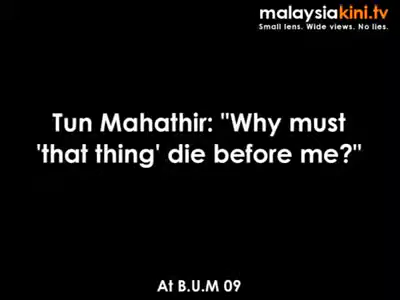 malaysiakini.tv
Small lens. Wide views. No lies.
Tun Mahathir: "Why must
'that thing' die before me?"
At B.U.M 09